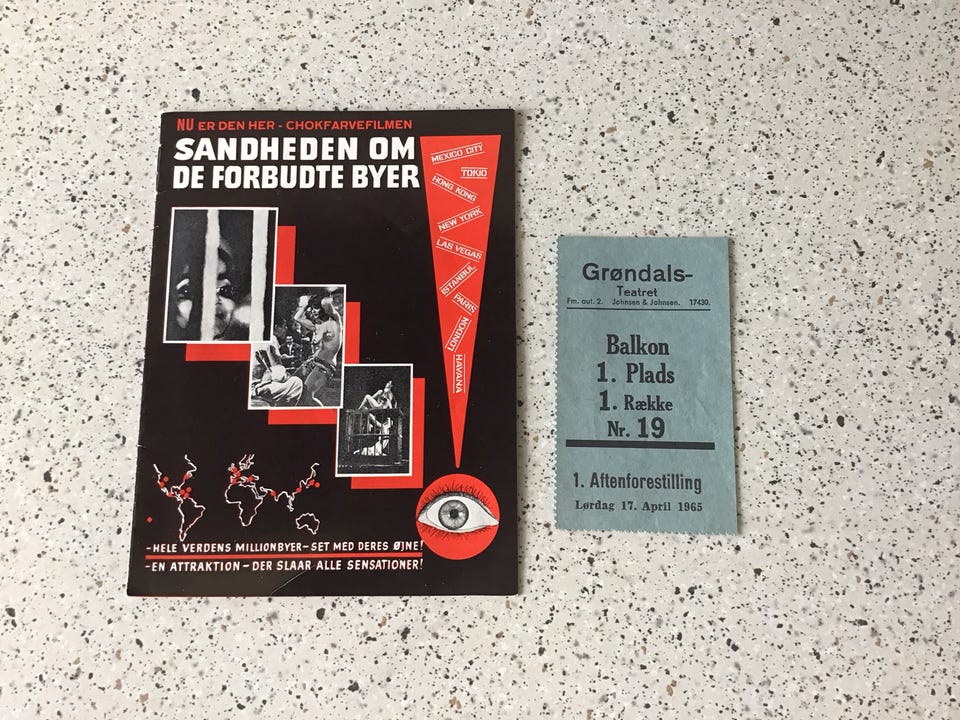 NU ER DEN HER - CHOKFARVEFILMEN
SANDHEDEN OM
DE FORBUDTE BYER
MEXICO CITY
TOKIO
HONG KONG
NEW YORK
LAS VEGAS
ISTANBUL
PARIS
LONDON
HAVANA
-HELE VERDENS MILLIONBYER-SET MED DERES ØJNE!
-EN ATTRAKTION-DER SLAAR ALLE SENSATIONER!
Grøndals-
Teatret
Fm. aut. 2. Johnsen & Johnsen. 17430.
Balkon
1. Plads
1. Række
Nr. 19
1. Aftenforestilling
Lørdag 17. April 1965